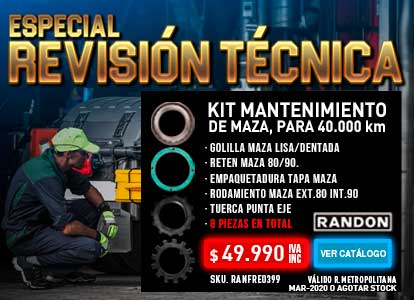 ESPECIAL
REVISIÓN TÉCNICA
KIT MANTENIMIENTO
DE MAZA, PARA 40.000 km
· GOLILLA MAZA LISA/DENTADA
· RETEN MAZA 80/90.
· EMPAQUETADURA TAPA MAZA
· RODAMIENTO MAZA EXT.80 INT.90
· TUERCA PUNTA EJE
· 8 PIEZAS EN TOTAL
RANDON
$ 49.990 IVA INC
VER CATÁLOGO
SKU. RANFRE0399
VÁLIDO R. METROPOLITANA
MAR-2020 O AGOTAR STOCK